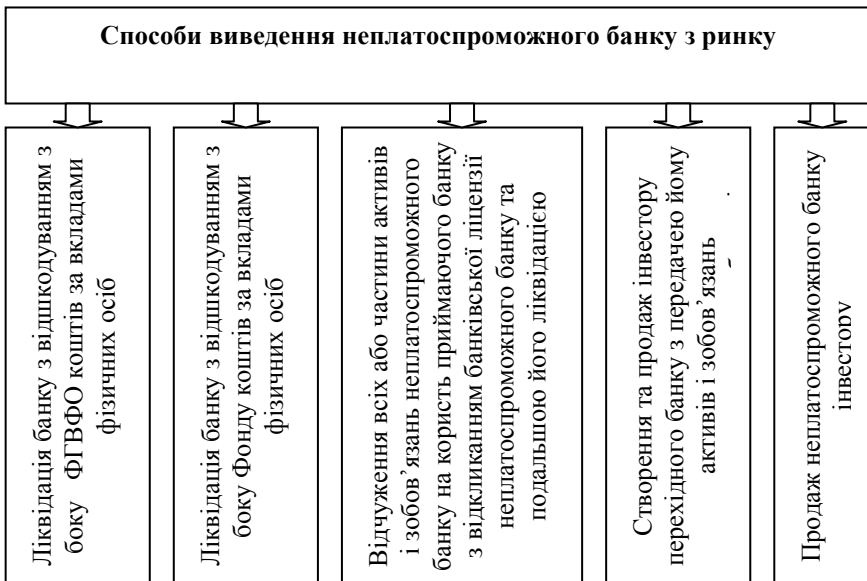 Способи виведення неплатоспроможного банку з ринку
Ліквідація банку з відшкодуванням з
боку ФГВФО коштів за вкладами
фізичних осіб
Ліквідація банку з відшкодуванням з
боку Фонду коштів за вкладами
фізичних осіб
Відчуження всіх або частини активів
і зобов’язань неплатоспроможного
банку на користь приймаючого банку
з відкликанням банківської ліцензії
неплатоспроможного банку та
подальшою його ліквідацією
Створення та продаж інвестору
перехідного банку з передачею йому
активів і зобов’язань
Продаж неплатоспроможного банку
інвестору